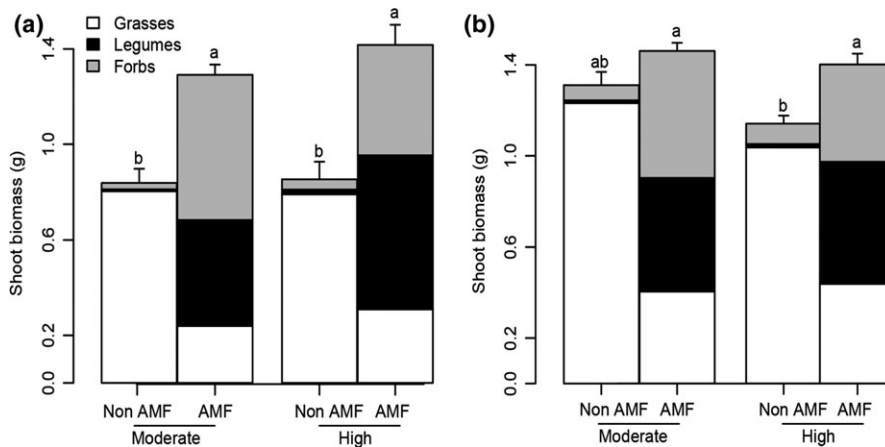 (a)
Grasses
Legumes
Forbs
Shoot biomass (g)
0.0 0.2 0.6 1.0 1.4
b a b a
Non AMF AMF Non AMF AMF
Moderate High
(b)
Shoot biomass (g)
0.0 0.2 0.6 1.0 1.4
ab a b a
Non AMF AMF Non AMF AMF
Moderate High